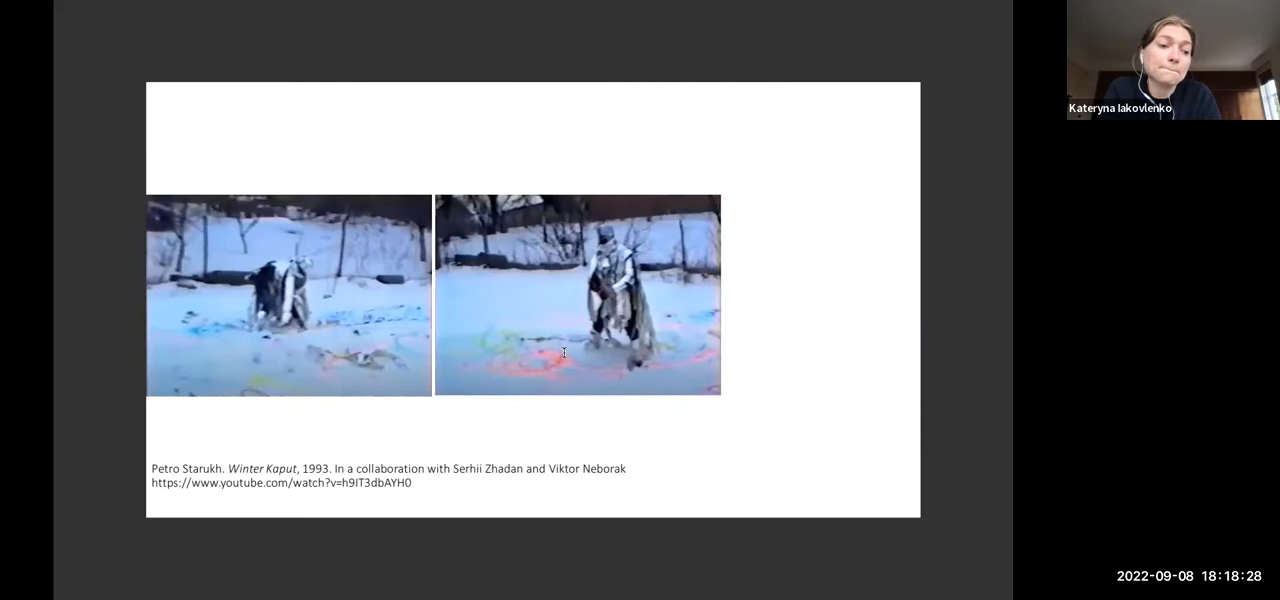 Kateryna Iakovlenko
Petro Starukh. Winter Kaput, 1993. In a collaboration with Serhii Zhadan and Viktor Neborak
https://www.youtube.com/watch?v=h9IT3dbAYH0
2022-09-08 18:18:28